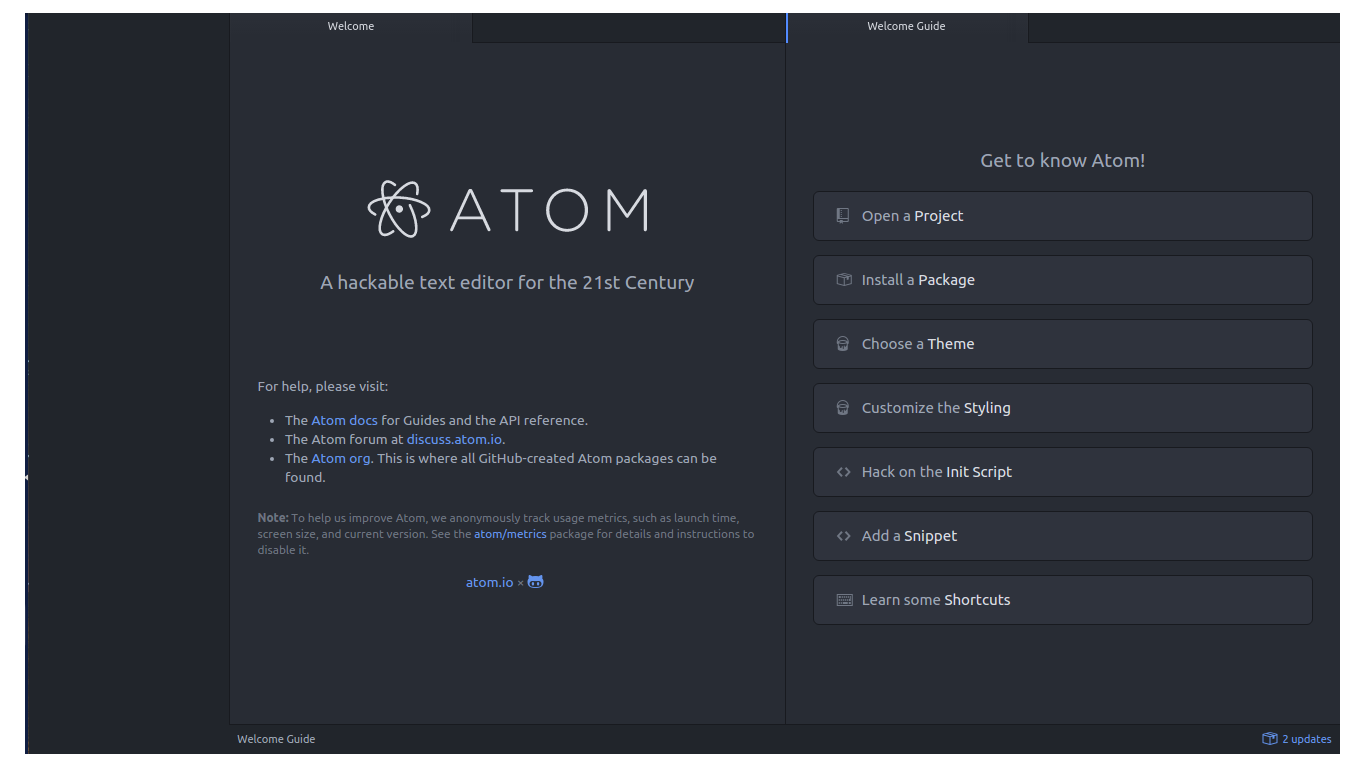 Welcome
Welcome Guide
ATOM
A hackable text editor for the 21st Century
For help, please visit:
• The Atom docs for Guides and the API reference.
• The Atom forum at discuss.atom.io.
• The Atom org. This is where all GitHub-created Atom packages can be
found.
Note: To help us improve Atom, we anonymously track usage metrics, such as launch time,
screen size, and current version. See the atom/metrics package for details and instructions to
disable it.
atom.io ×
Get to know Atom!
Open a Project
Install a Package
Choose a Theme
Customize the Styling
Hack on the Init Script
Add a Snippet
Learn some Shortcuts
Welcome Guide
2 updates